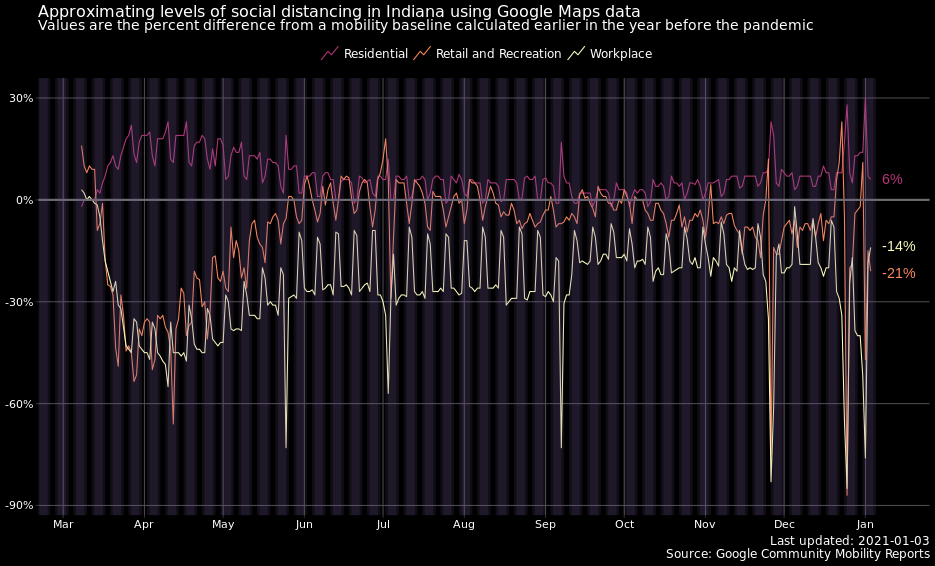 Approximating levels of social distancing in Indiana using Google Maps data
Values are the percent difference from a mobility baseline calculated earlier in the year before the pandemic
Residential Retail and Recreation Workplace
30%
0%
-30%
-60%
-90%
6%
-14%
-21%
Mar Apr May Jun Jul Aug Sep Oct Nov Dec Jan
Last updated: 2021-01-03
Source: Google Community Mobility Reports